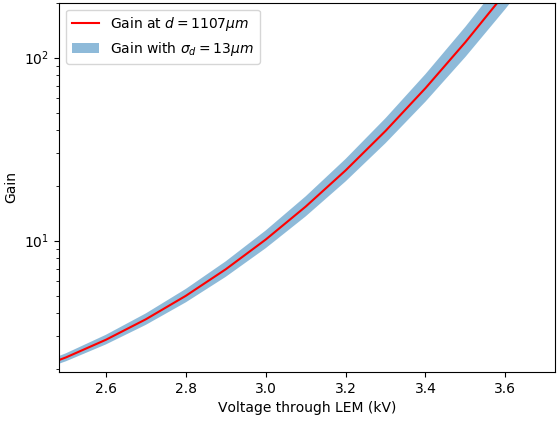 Gain at d = 1107μm
Gain with σ_d = 13μm
10²
10¹
Gain
2.6 2.8 3.0 3.2 3.4 3.6
Voltage through LEM (kV)